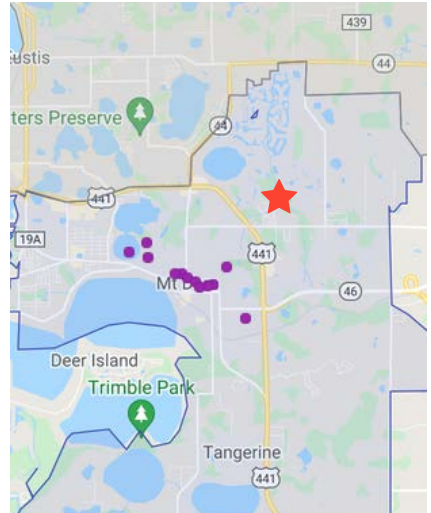 439
ustis
44
ters Preserve
44
441
19A
441
Mt D
46
Deer Island
Trimble Park
Tangerine
441